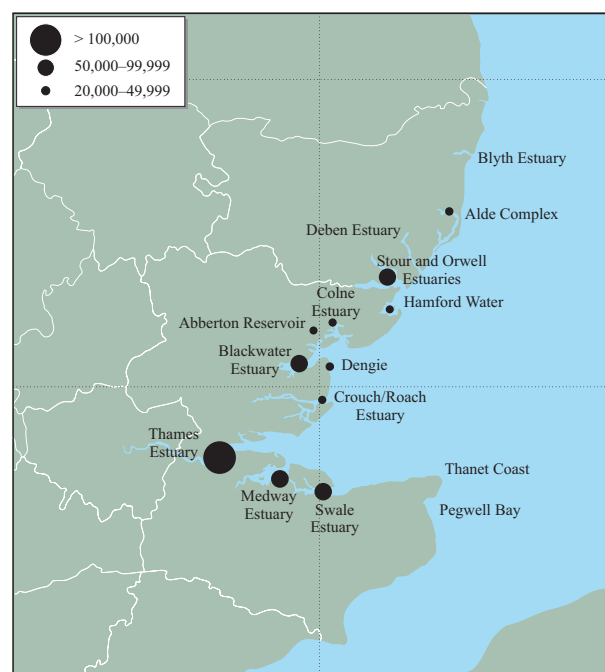 > 100,000
50,000–99,999
20,000–49,999
Blyth Estuary
Alde Complex
Deben Estuary
Stour and Orwell
Estuaries
Colne
Estuary
Hamford Water
Abberton Reservoir
Blackwater
Estuary
Dengie
Crouch/Roach
Estuary
Thames
Estuary
Thanet Coast
Medway
Estuary
Swale
Estuary
Pegwell Bay